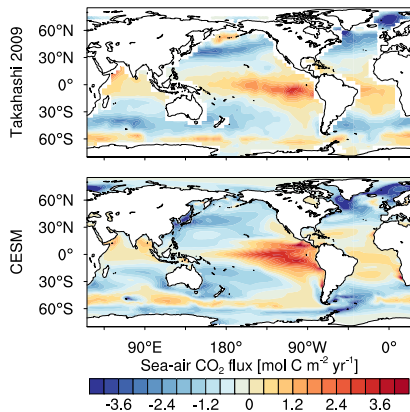 60°N
30°N
0°
30°S
60°S
Takahashi 2009
60°N
30°N
0°
30°S
60°S
CESM
90°E 180°W 90°W 0°
Sea-air CO₂ flux [mol C m⁻² yr⁻¹]
-3.6 -2.4 -1.2 0 1.2 2.4 3.6